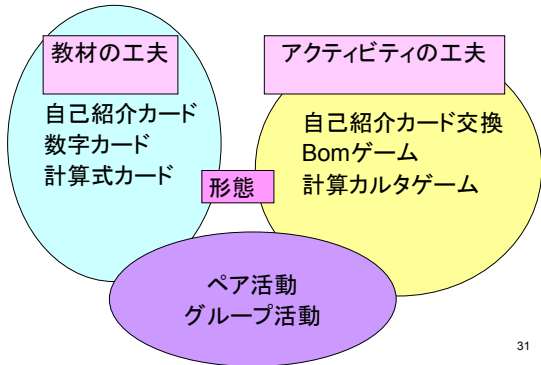 教材の工夫
自己紹介カード
数字カード
計算式カード
アクティビティの工夫
自己紹介カード交換
Bomゲーム
計算カルタゲーム
形態
ペア活動
グループ活動
31